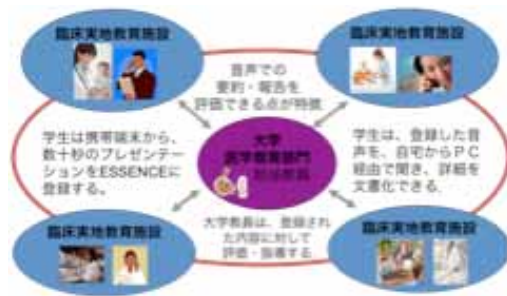 臨床実地教育施設
臨床実地教育施設
音声での
要約・報告を
評価できる点が特徴
学生は携帯端末から、
数十秒のプレゼンテー
ションをESSENCEに
登録する。
大学
医学教育部門
学生は、登録した音
声を、自宅からPC
経由で聞き、詳細を
文書化できる.
大学教員は、登録され
た内容に対して
評価・指導する
臨床実地教育施設
臨床実地教育施設